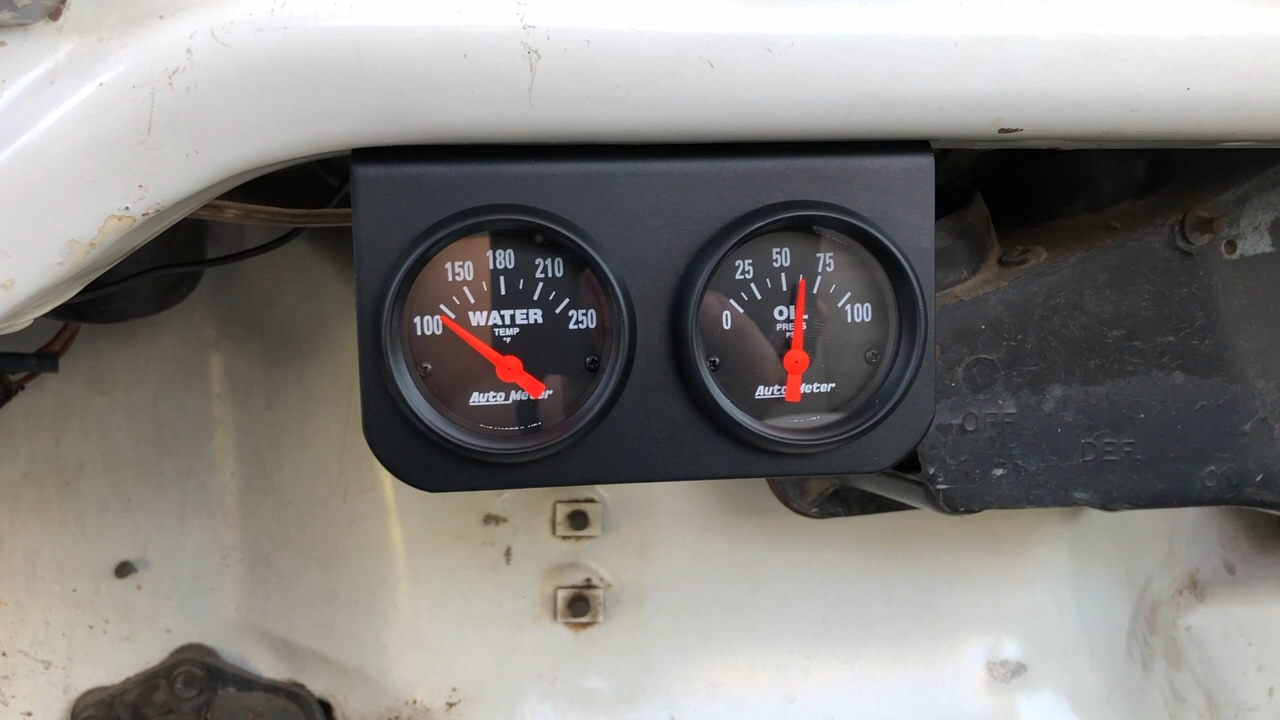 100 150 180 210 250
WATER
TEMP
°F
Auto Meter
0 25 50 75 100
OIL
PRESS
PSI
Auto Meter
OFF
DEF